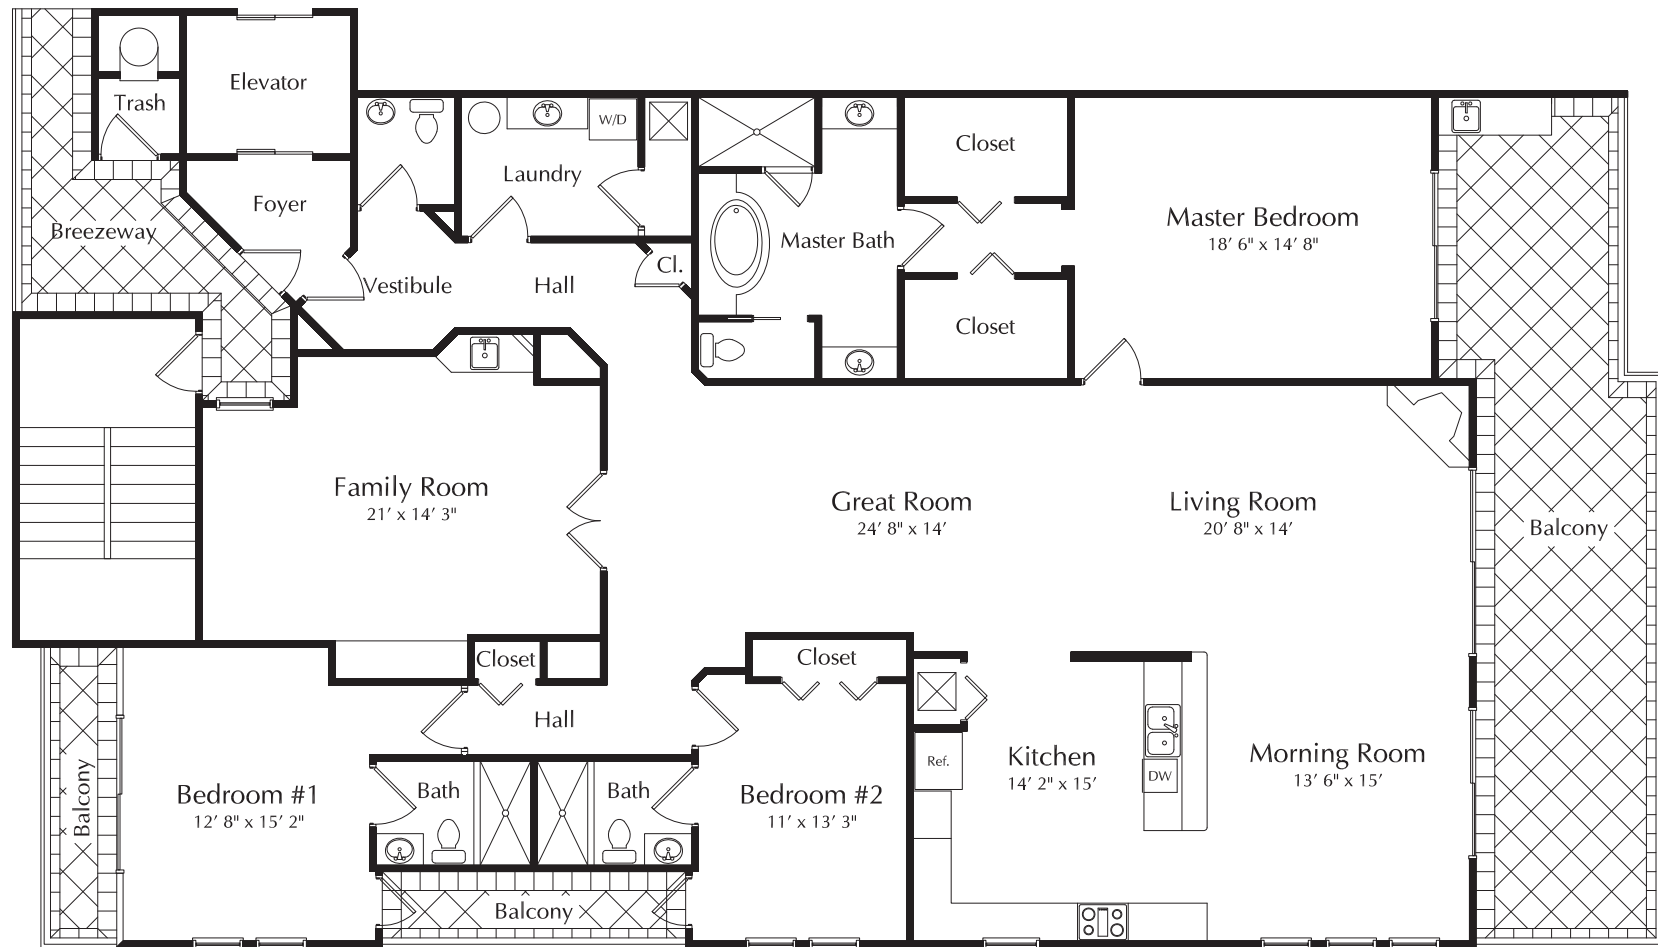 Elevator
Trash
W/D
Closet
Laundry
Foyer
Breezeway
Master Bedroom
18' 6" x 14' 8"
Master Bath
Cl.
Vestibule
Hall
Closet
Family Room
21' x 14' 3"
Great Room
24' 8" x 14'
Living Room
20' 8" x 14'
Balcony
Closet
Closet
Hall
Ref.
Kitchen
14' 2" x 15'
DW
Morning Room
13' 6" x 15'
Balcony
Bedroom #1
12' 8" x 15' 2"
Bath
Bath
Bedroom #2
11' x 13' 3"
Balcony